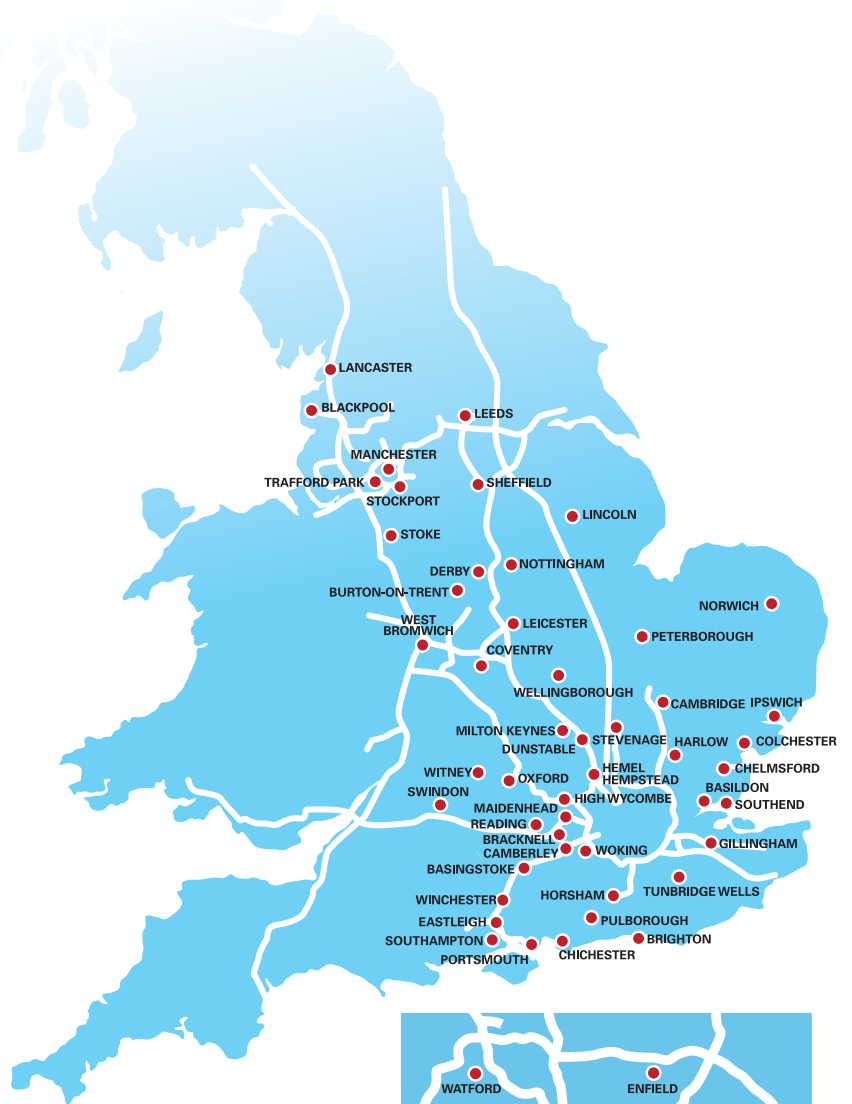 LANCASTER
BLACKPOOL
LEEDS
MANCHESTER
TRAFFORD PARK
SHEFFIELD
STOCKPORT
LINCOLN
STOKE
NOTTINGHAM
DERBY
BURTON-ON-TRENT
NORWICH
WEST
BROMWICH
LEICESTER
PETERBOROUGH
COVENTRY
WELLINGBOROUGH
CAMBRIDGE
IPSWICH
MILTON KEYNES
DUNSTABLE
STEVENAGE
HARLOW
COLCHESTER
WITNEY
OXFORD
HEMEL
HEMPSTEAD
CHELMSFORD
SWINDON
BASILDON
MAIDENHEAD
HIGH WYCOMBE
SOUTHEND
READING
BRACKNELL
CAMBERLEY
WOKING
GILLINGHAM
BASINGSTOKE
TUNBRIDGE WELLS
WINCHESTER
HORSHAM
EASTLEIGH
PULBOROUGH
SOUTHAMPTON
BRIGHTON
PORTSMOUTH
CHICHESTER
WATFORD
ENFIELD